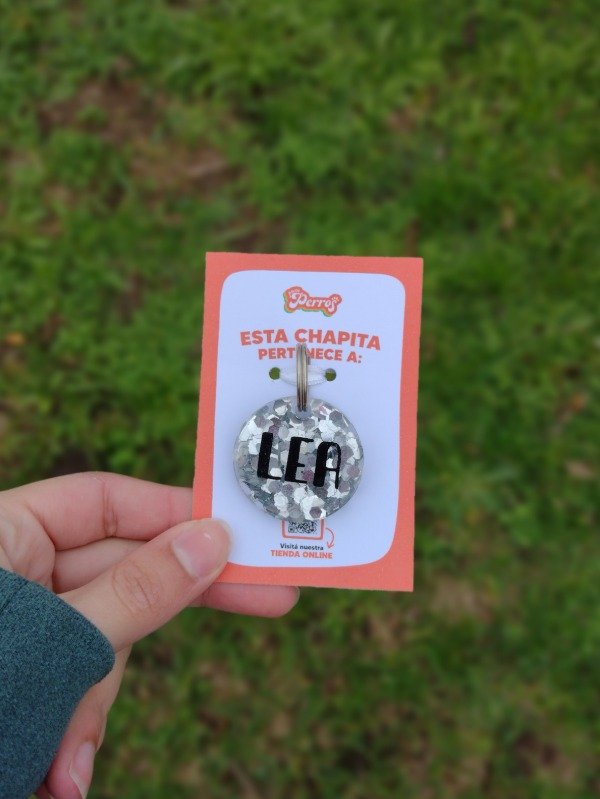 Perros
ESTA CHAPITA
PERTENECE A:
LEA
Visitá nuestra
TIENDA ONLINE